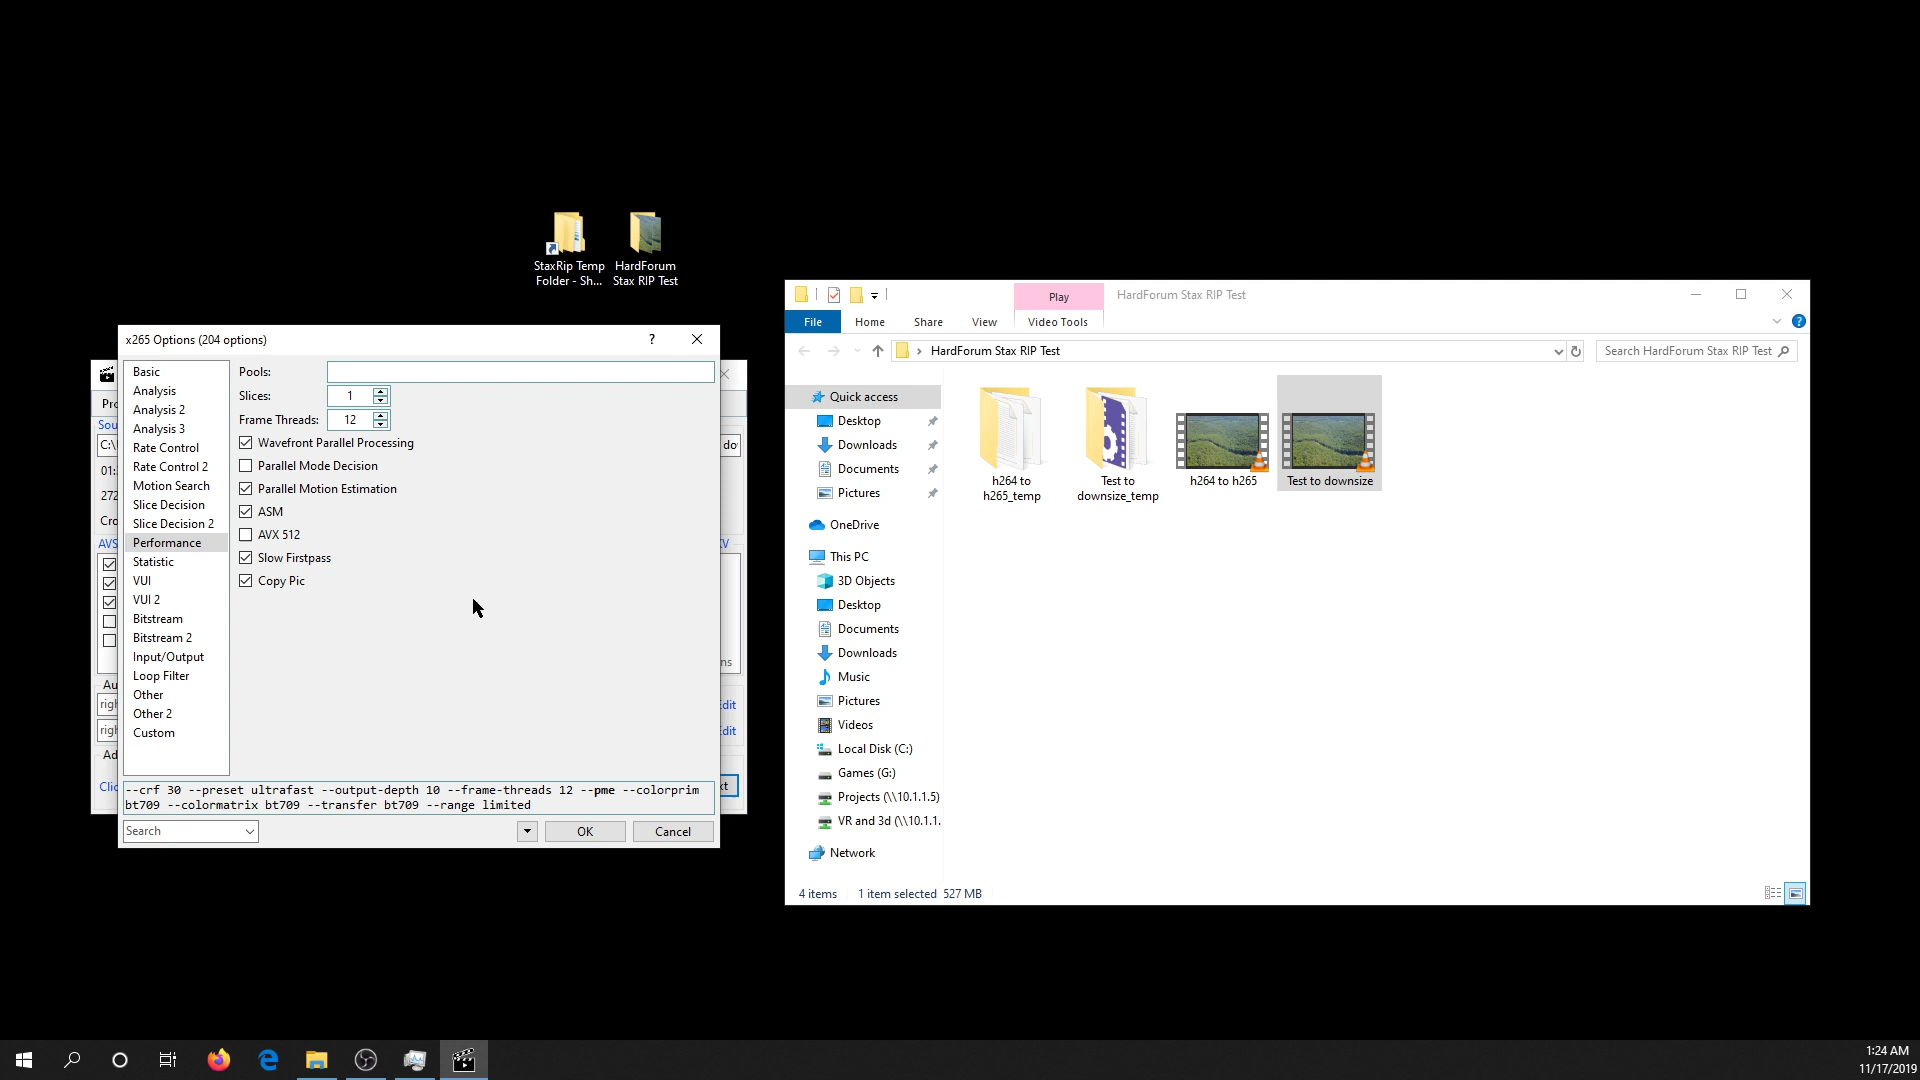 StaxRip Temp
Folder - Sh...
HardForum
Stax RIP Test
x265 Options (204 options)
?
Basic
Analysis
Analysis 2
Analysis 3
Rate Control
Rate Control 2
Motion Search
Slice Decision
Slice Decision 2
Performance
Statistic
VUI
VUI 2
Bitstream
Bitstream 2
Input/Output
Loop Filter
Other
Other 2
Custom
Pools:
Slices: 1
Frame Threads: 12
Wavefront Parallel Processing
Parallel Mode Decision
Parallel Motion Estimation
ASM
AVX 512
Slow Firstpass
Copy Pic
--crf 30 --preset ultrafast --output-depth 10 --frame-threads 12 --pme --colorprim
bt709 --colormatrix bt709 --transfer bt709 --range limited
Search
OK
Cancel
C:\
01:
272
AVS
Play
HardForum Stax RIP Test
File
Home
Share
View
Video Tools
HardForum Stax RIP Test
Search HardForum Stax RIP Test
Quick access
Desktop
Downloads
Documents
Pictures
OneDrive
This PC
3D Objects
Desktop
Documents
Downloads
Music
Pictures
Videos
Local Disk (C:)
Games (G:)
Projects (\\10.1.1.5)
VR and 3d (\\10.1.1.
Network
h264 to
h265_temp
Test to
downsize_temp
h264 to h265
Test to downsize
4 items
1 item selected 527 MB
1:24 AM
11/17/2019